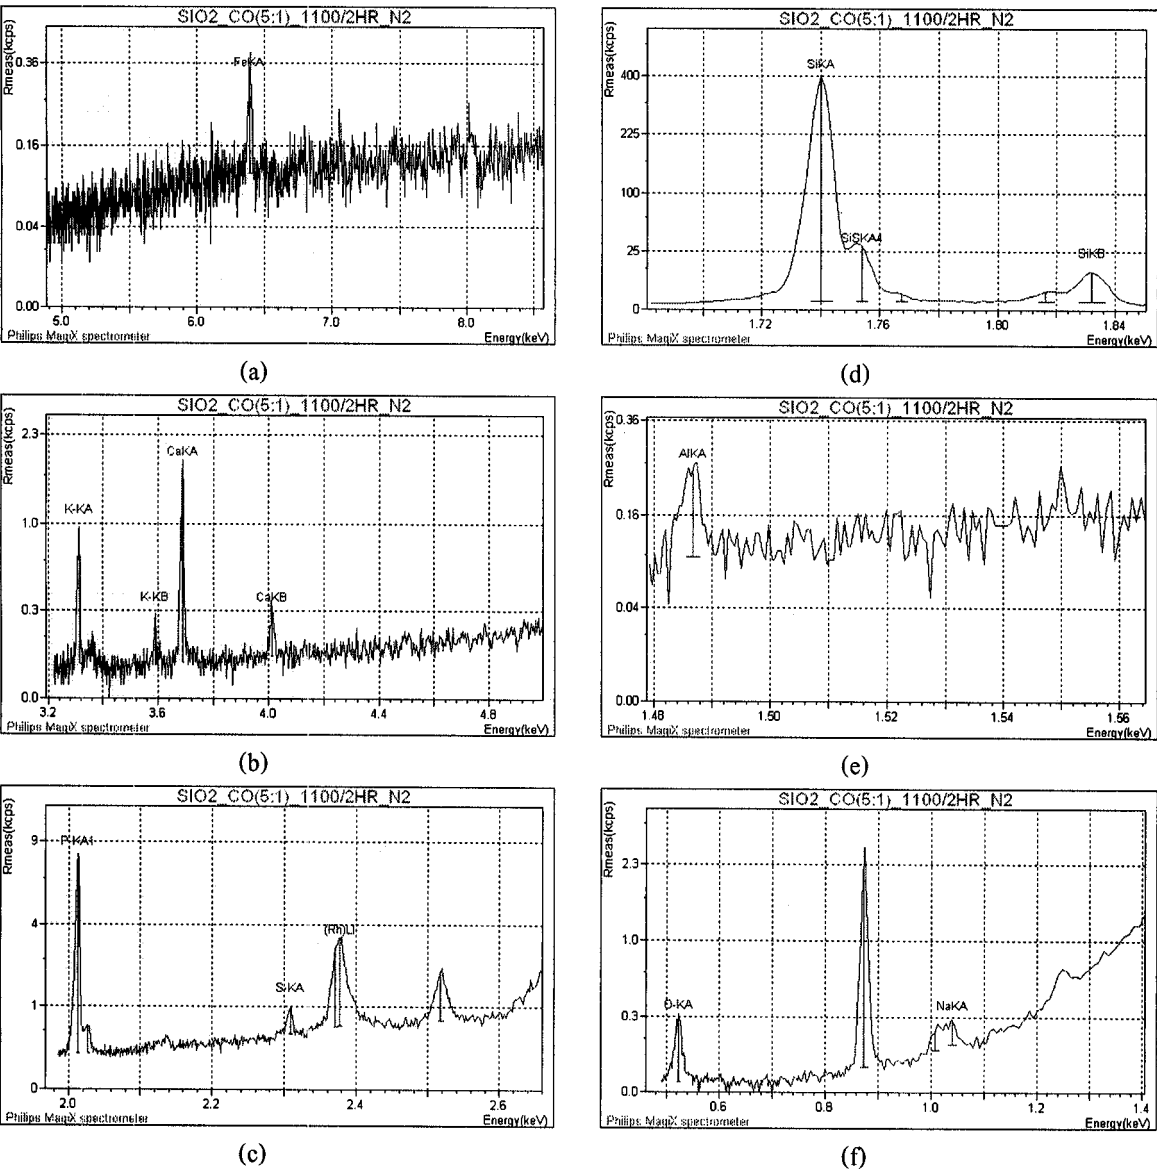 SIO2_CO(5:1)_1100/2HR_N2
Rmeas(kcps)
FeKA
0.36
0.16
0.04
0.00
5.0 6.0 7.0 8.0
Philips MagiX spectrometer Energy(keV)
(a)
SIO2_CO(5:1)_1100/2HR_N2
Rmeas(kcps)
SiKA
400
225
100
SiSKA4
25
SiKB
0
1.72 1.76 1.80 1.84
Philips MagiX spectrometer Energy(keV)
(d)
SIO2_CO(5:1)_1100/2HR_N2
Rmeas(kcps)
2.3
CaKA
K-KA
1.0
K-KB CaKB
0.3
0.0
3.2 3.6 4.0 4.4 4.8
Philips MagiX spectrometer Energy(keV)
(b)
SIO2_CO(5:1)_1100/2HR_N2
Rmeas(kcps)
0.36
AlKA
0.16
0.04
0.00
1.48 1.50 1.52 1.54 1.56
Philips MagiX spectrometer Energy(keV)
(e)
SIO2_CO(5:1)_1100/2HR_N2
Rmeas(kcps)
9
P-KA1
4
(Rh)L1
S-KA
1
0
2.0 2.2 2.4 2.6
Philips MagiX spectrometer Energy(keV)
(c)
SIO2_CO(5:1)_1100/2HR_N2
Rmeas(kcps)
2.3
1.0
O-KA NaKA
0.3
0.0
0.6 0.8 1.0 1.2 1.4
Philips MagiX spectrometer Energy(keV)
(f)